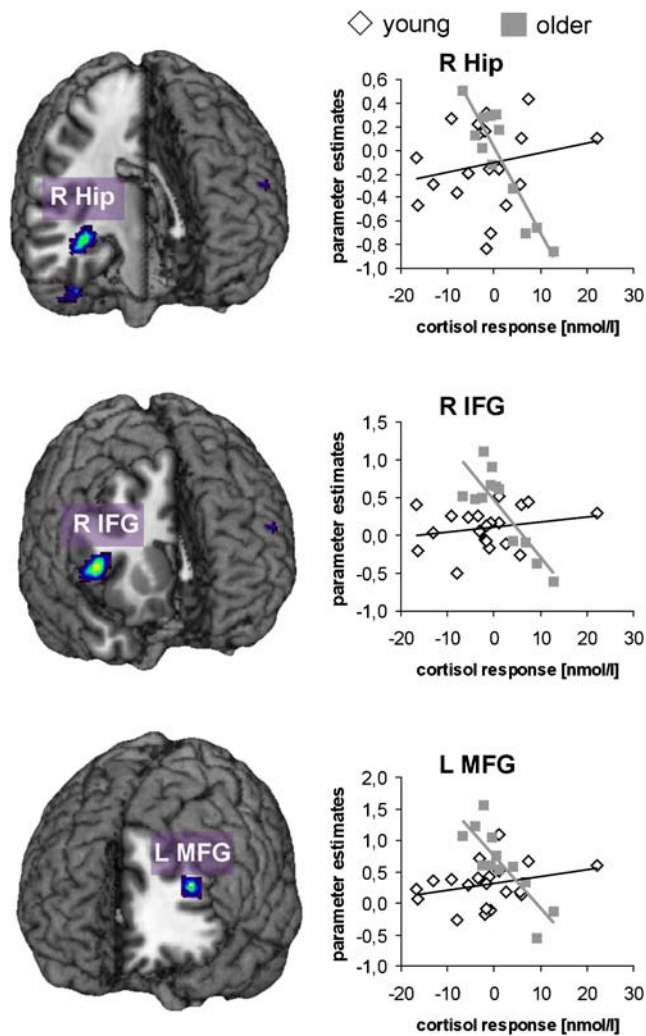 young
older
R Hip
R Hip
parameter estimates
0,6
0,4
0,2
0,0
-0,2
-0,4
-0,6
-0,8
-1,0
-20 -10 0 10 20 30
cortisol response [nmol/l]
R IFG
R IFG
parameter estimates
1,5
1,0
0,5
0,0
-0,5
-1,0
-20 -10 0 10 20 30
cortisol response [nmol/l]
L MFG
L MFG
parameter estimates
2,0
1,5
1,0
0,5
0,0
-0,5
-1,0
-20 -10 0 10 20 30
cortisol response [nmol/l]